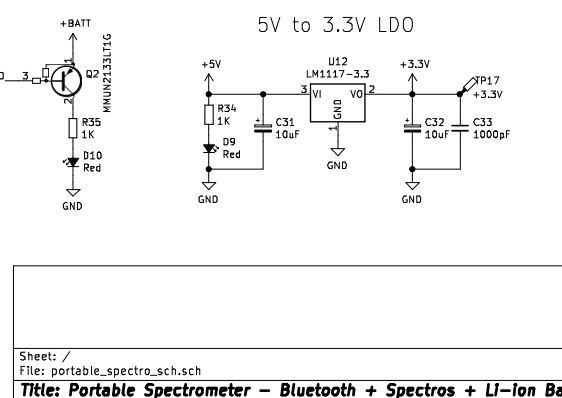 5V to 3.3V LDO
+BATT
1
3
Q2
2
MMUN2133LT1G
R35
1K
D10
Red
GND
+5V
R34
1K
D9
Red
GND
+
C31
10uF
U12
LM1117-3.3
3
VI
VO
2
GND
1
GND
+3.3V
+
C32
10uF
C33
1000pF
GND
TP17
+3.3V
Sheet: /
File: portable_spectro_sch.sch
Title: Portable Spectrometer - Bluetooth + Spectros + Li-ion Ba